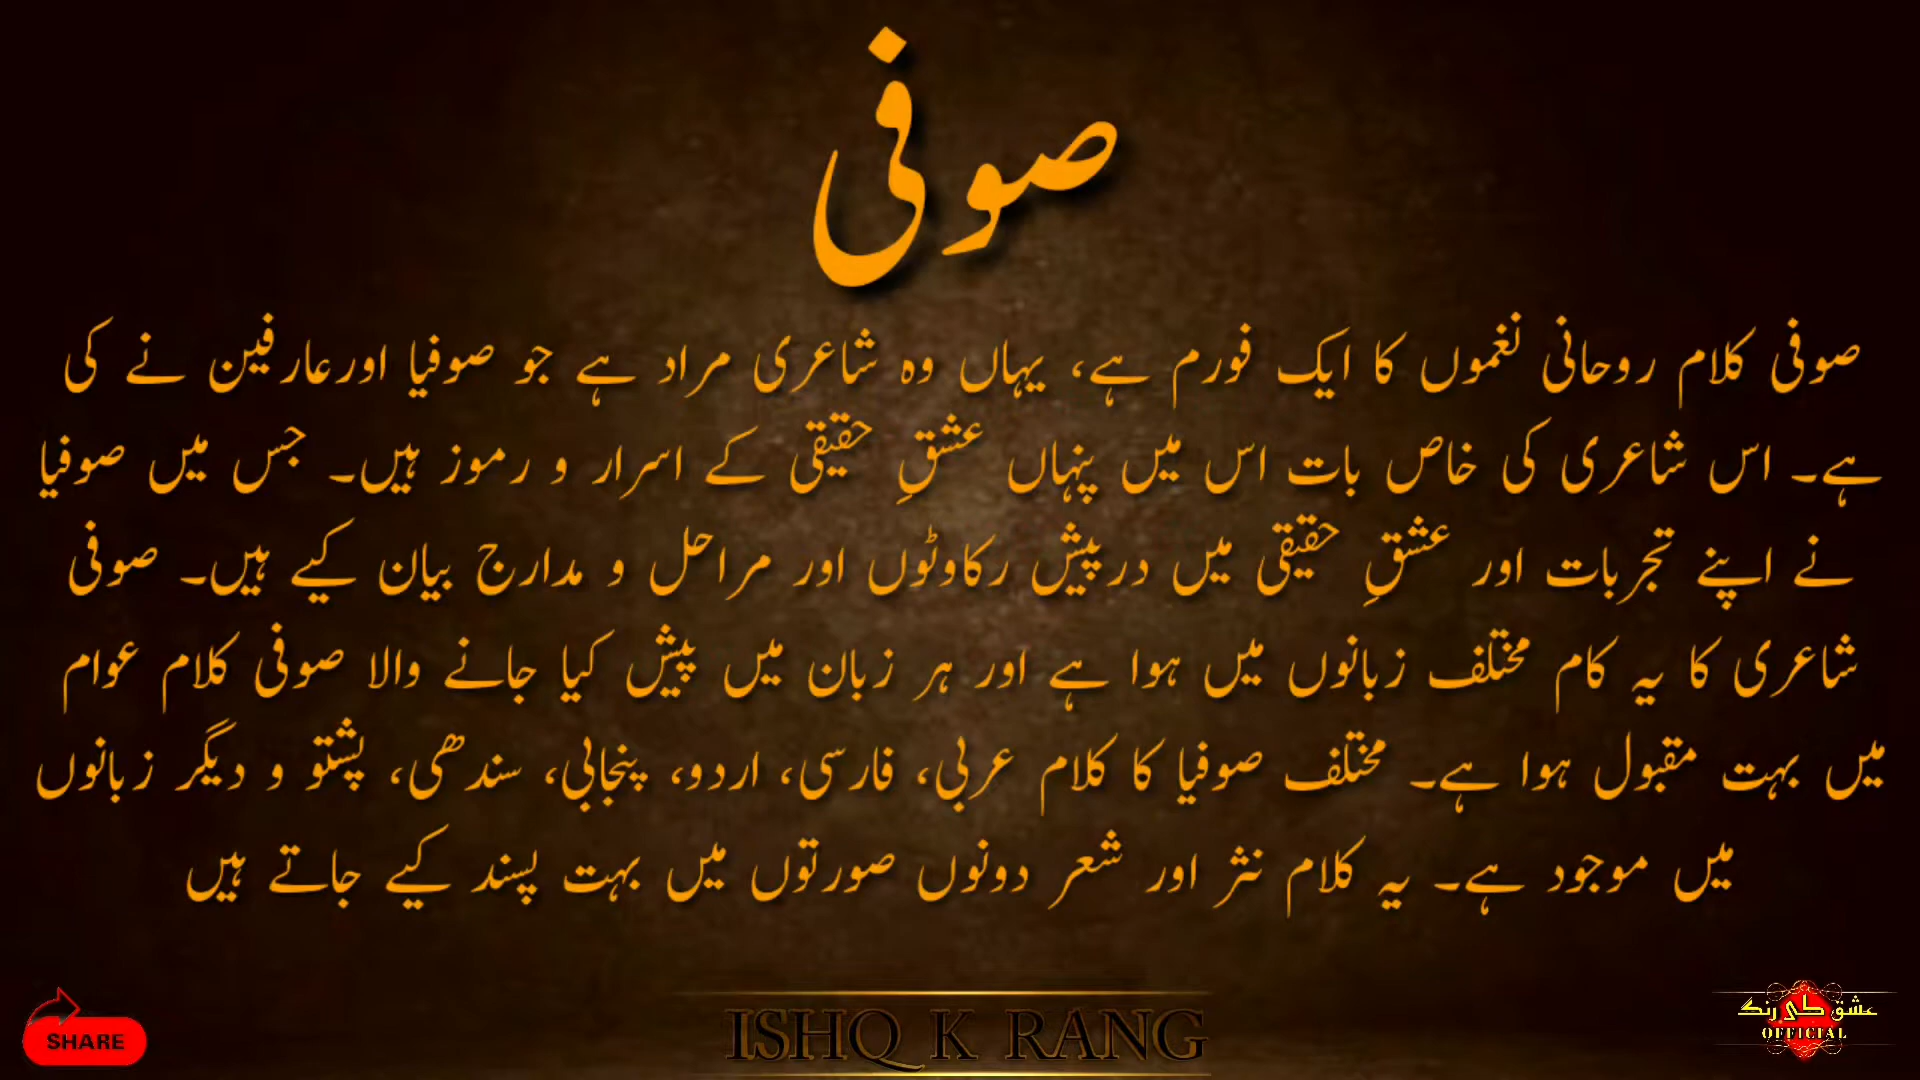 صوفی
صوفی کلام روحانی نغموں کا ایک فورم ہے، یہاں وہ شاعری مراد ہے جو صوفیا اورعارفین نے کی
ہے۔ اس شاعری کی خاص بات اس میں پنہاں عشقِ حقیقی کے اسرار و رموز ہیں۔ جس میں صوفیا
نے اپنے تجربات اور عشقِ حقیقی میں درپیش رکاوٹوں اور مراحل و مدارج بیان کیے ہیں۔ صوفی
شاعری کا یہ کام مختلف زبانوں میں ہوا ہے اور ہر زبان میں پیش کیا جانے والا صوفی کلام عوام
میں بہت مقبول ہوا ہے۔ مختلف صوفیا کا کلام عربی، فارسی، اردو، پنجابی، سندھی، پشتو و دیگر زبانوں
میں موجود ہے۔ یہ کلام نثر اور شعر دونوں صورتوں میں بہت پسند کیے جاتے ہیں
SHARE
ISHQ K RANG
عشق کے رنگ
OFFICIAL